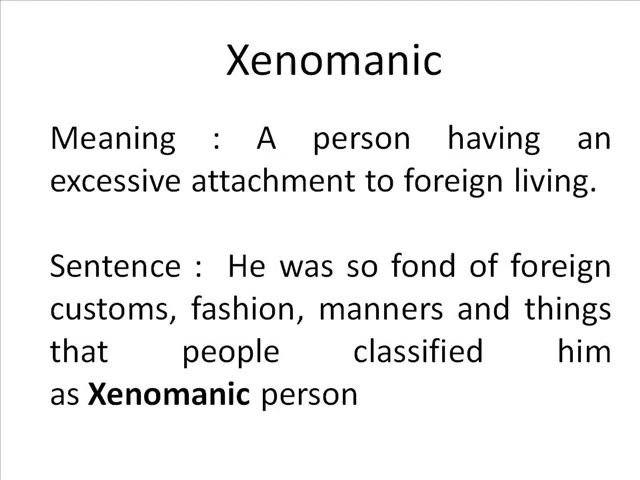 Xenomanic
Meaning : A person having an
excessive attachment to foreign living.
Sentence : He was so fond of foreign
customs, fashion, manners and things
that people classified him
as Xenomanic person